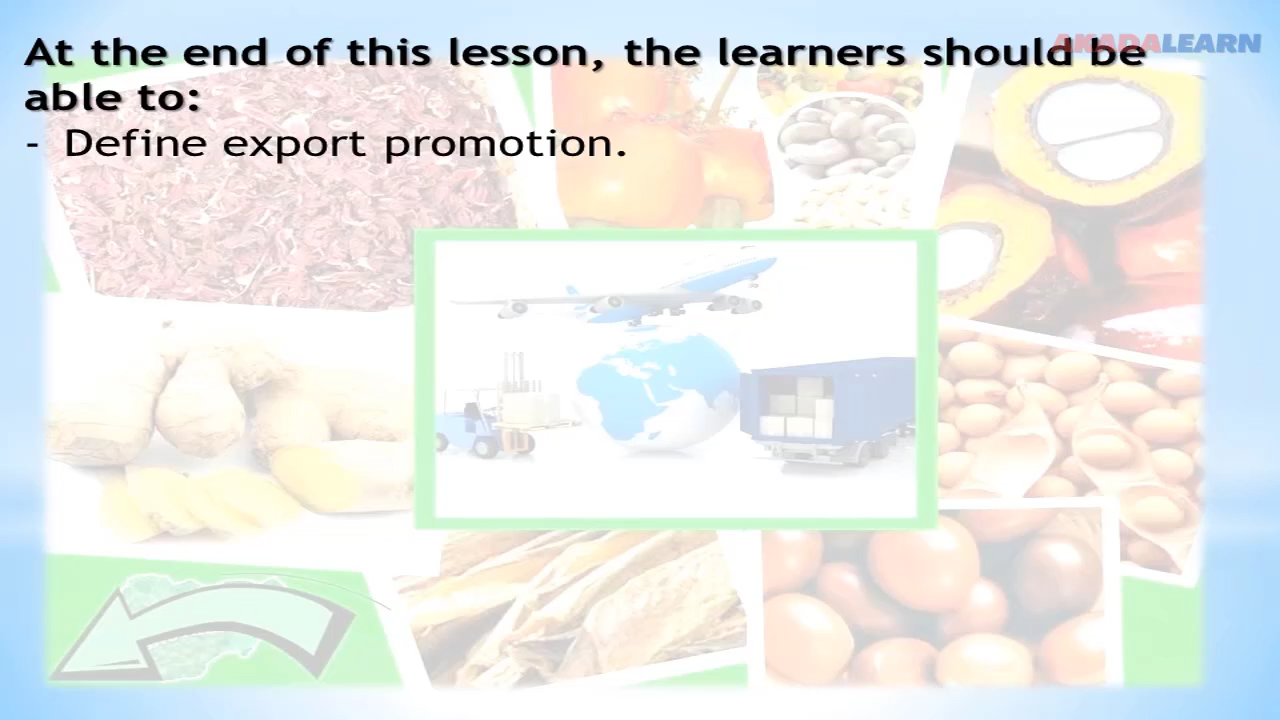 AKADALEARN
At the end of this lesson, the learners should be
able to:
- Define export promotion.